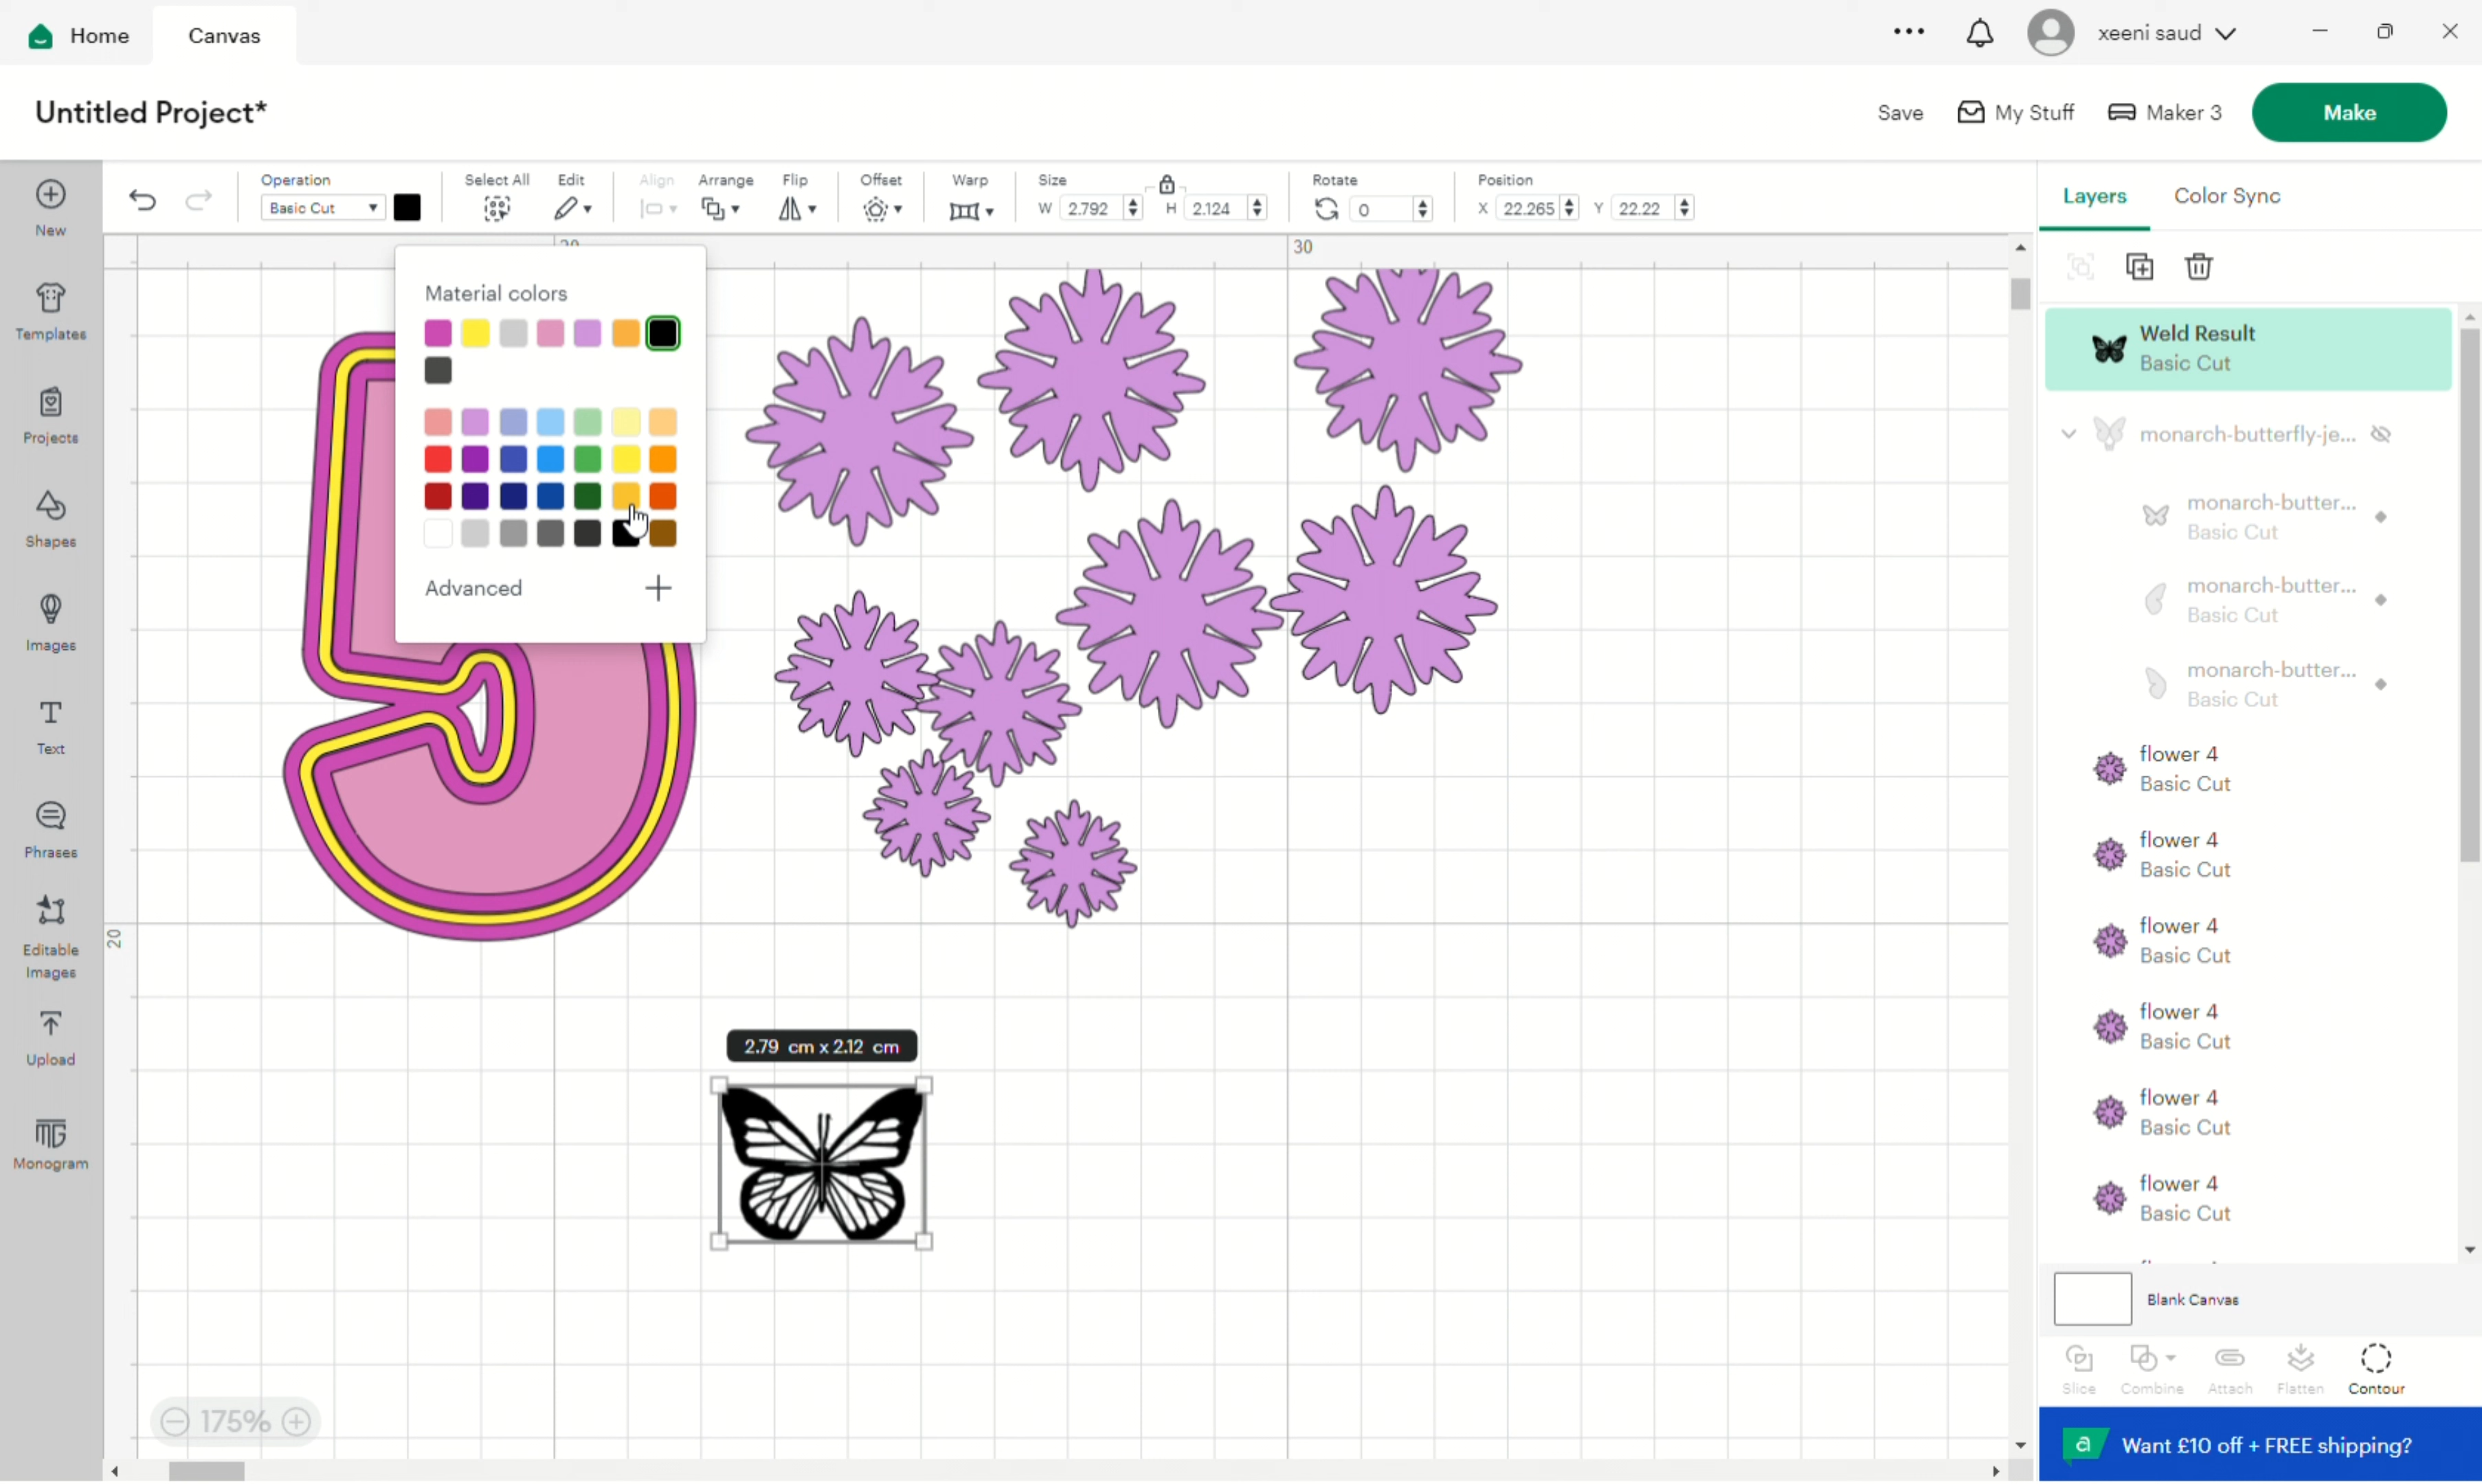 Home
Canvas
xeeni saud
Untitled Project*
Save
My Stuff
Maker 3
Make
New
Templates
Projects
Shapes
Images
Text
Phrases
Editable
Images
Upload
Monogram
Operation
Basic Cut
Select All
Edit
Align
Arrange
Flip
Offset
Warp
Size
W 2.792
H 2.124
Rotate
0
Position
X 22.265
Y 22.22
30
20
Material colors
Advanced
2.79 cm x 2.12 cm
175%
Layers
Color Sync
Weld Result
Basic Cut
monarch-butterfly-je...
monarch-butter...
Basic Cut
monarch-butter...
Basic Cut
monarch-butter...
Basic Cut
flower 4
Basic Cut
flower 4
Basic Cut
flower 4
Basic Cut
flower 4
Basic Cut
flower 4
Basic Cut
flower 4
Basic Cut
Blank Canvas
Slice
Combine
Attach
Flatten
Contour
a
Want £10 off + FREE shipping?